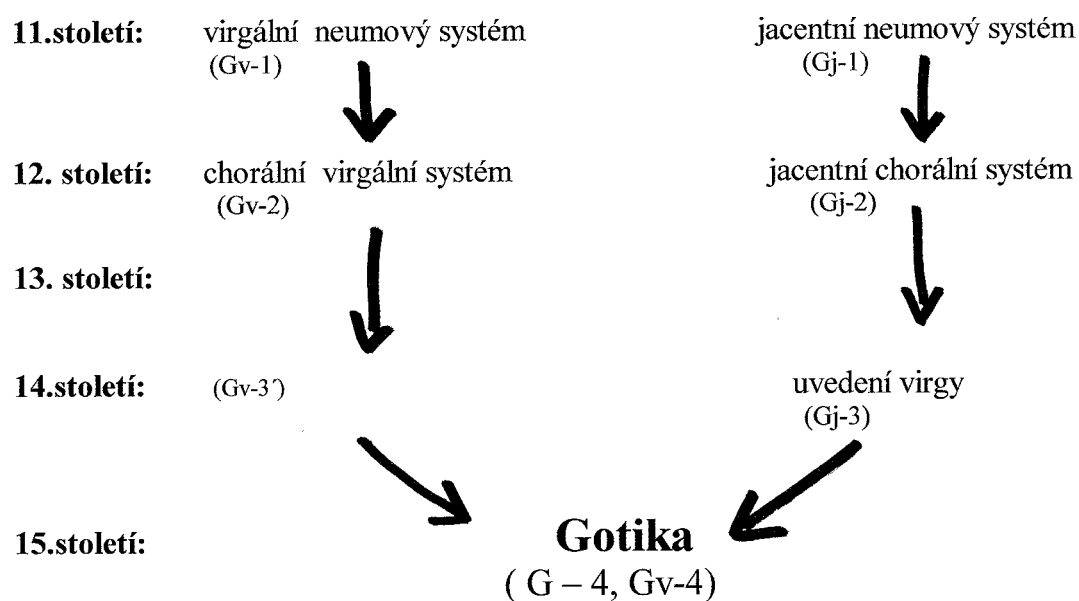 11.století: virgální neumový systém jacentní neumový systém
(Gv-1) (Gj-1)
12. století: chorální virgální systém jacentní chorální systém
(Gv-2) (Gj-2)
13. století:
14.století: (Gv-3´) uvedení virgy
(Gj-3)
15.století: Gotika
( G – 4, Gv-4)